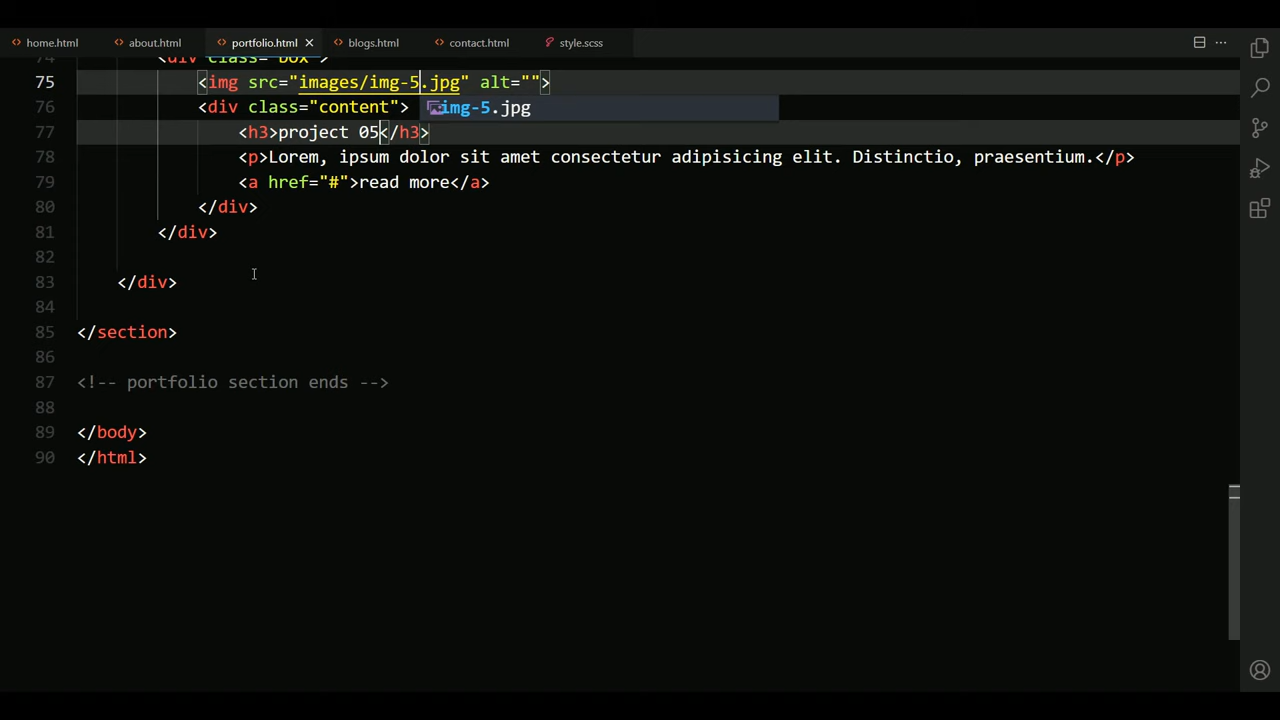 home.html about.html portfolio.html blogs.html contact.html style.scss
74 <div class="box">
75 <img src="images/img-5.jpg" alt="">
76 <div class="content"> img-5.jpg
77 <h3>project 05</h3>
78 <p>Lorem, ipsum dolor sit amet consectetur adipisicing elit. Distinctio, praesentium.</p>
79 <a href="#">read more</a>
80 </div>
81 </div>
82
83 </div>
84
85 </section>
86
87 <!-- portfolio section ends -->
88
89 </body>
90 </html>